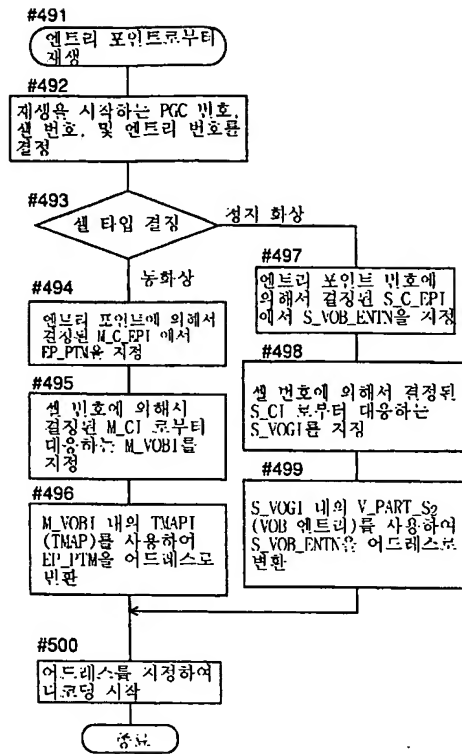 #491
엔트리 포인트로부터
재생
#492
재생을 시작하는 PGC 번호,
셀 번호, 및 엔트리 번호를
결정
#493
셀 타입 결정
정지 화상
동화상
#494
엔트리 포인트에 의해서
결정된 M_C_EPI 에서
EP_PTM을 지정
#495
셀 번호에 의해서
결정된 M_CI 로부터
대응하는 M_VOBI를
지정
#496
M_VOBI 내의 TMAPI
(TMAP)를 사용하여
EP_PTM을 어드레스로
변환
#497
엔트리 포인트 번호에
의해서 결정된 S_C_EPI
에서 S_VOB_ENTN을 지정
#498
셀 번호에 의해서 결정된
S_CI 로부터 대응하는
S_VOGI를 지정
#499
S_VOGI 내의 V_PART_S2
(VOB 엔트리)를 사용하여
S_VOB_ENTN을 어드레스로
변환
#500
어드레스를 지정하여
디코딩 시작
종료